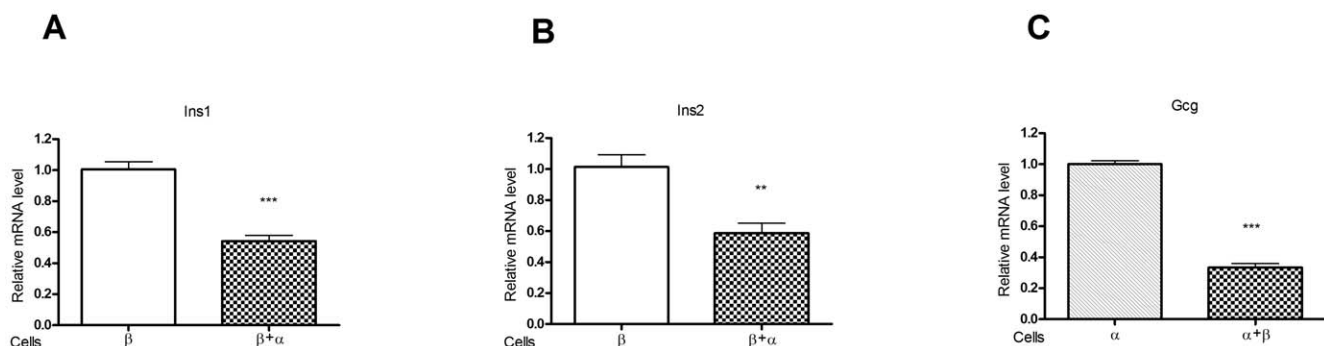 A
B
C
Ins1
Relative mRNA level
1.2
1.0
0.8
0.6
0.4
0.2
0.0
***
Cells β β+α
Ins2
Relative mRNA level
1.2
1.0
0.8
0.6
0.4
0.2
0.0
**
Cells β β+α
Gcg
Relative mRNA level
1.2
1.0
0.8
0.6
0.4
0.2
0.0
***
Cells α α+β